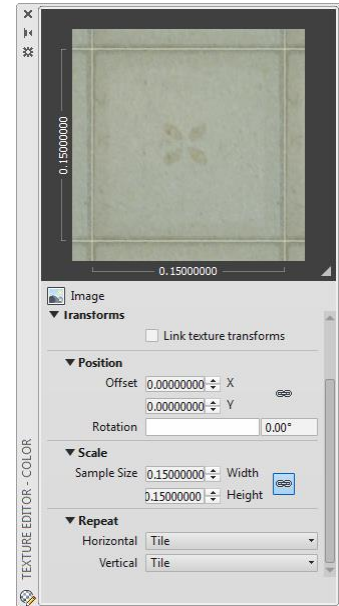 0.15000000
0.15000000
Image
Transforms
Link texture transforms
Position
Offset 0.00000000 X
0.00000000 Y
Rotation 0.00°
Scale
Sample Size 0.15000000 Width
0.15000000 Height
Repeat
Horizontal Tile
Vertical Tile
TEXTURE EDITOR - COLOR